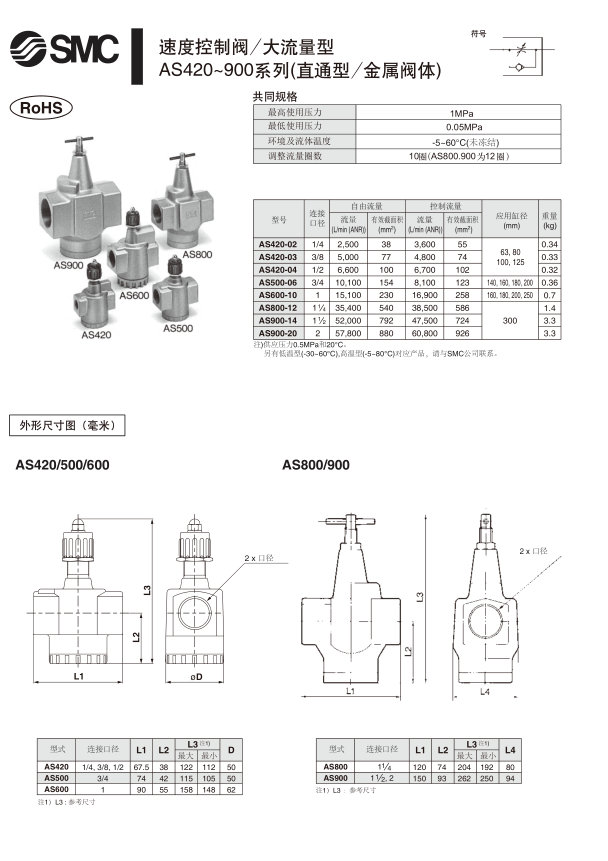 SMC
速度控制阀/大流量型
AS420~900系列(直通型/金属阀体)
符号
RoHS
AS900
AS800
AS600
AS420
AS500
共同规格
最高使用压力 1MPa
最低使用压力 0.05MPa
环境及流体温度 -5~60°C(未冻结)
调整流量圈数 10圈(AS800.900 为12 圈)
型号 连接口径 自由流量 控制流量 应用缸径 (mm) 重量 (kg)
流量 (L/min (ANR)) 有效截面积 (mm²) 流量 (L/min (ANR)) 有效截面积 (mm²)
AS420-02 1/4 2,500 38 3,600 55 63, 80 100, 125 0.34
AS420-03 3/8 5,000 77 4,800 74 0.33
AS420-04 1/2 6,600 100 6,700 102 0.32
AS500-06 3/4 10,100 154 8,100 123 140, 160, 180, 200 0.36
AS600-10 1 15,100 230 16,900 258 160, 180, 200, 250 0.7
AS800-12 1¼ 35,400 540 38,500 586 300 1.4
AS900-14 1½ 52,000 792 47,500 724 3.3
AS900-20 2 57,800 880 60,800 926 3.3
注)供应压力0.5MPa和20°C。
另有低温型(-30~60°C),高温型(-5~80°C)对应产品，请与SMC公司联系。
外形尺寸图（毫米）
AS420/500/600
AS800/900
2 x 口径
L3
L2
L1
øD
2 x 口径
L3
L2
L1
L4
型式 连接口径 L1 L2 L3 注1) D
最大 最小
AS420 1/4, 3/8, 1/2 67.5 38 122 112 50
AS500 3/4 74 42 115 105 50
AS600 1 90 55 158 148 62
注1）L3 : 参考尺寸
型式 连接口径 L1 L2 L3 注1) L4
最大 最小
AS800 1¼ 120 74 204 192 80
AS900 1½, 2 150 93 262 250 94
注1）L3 : 参考尺寸